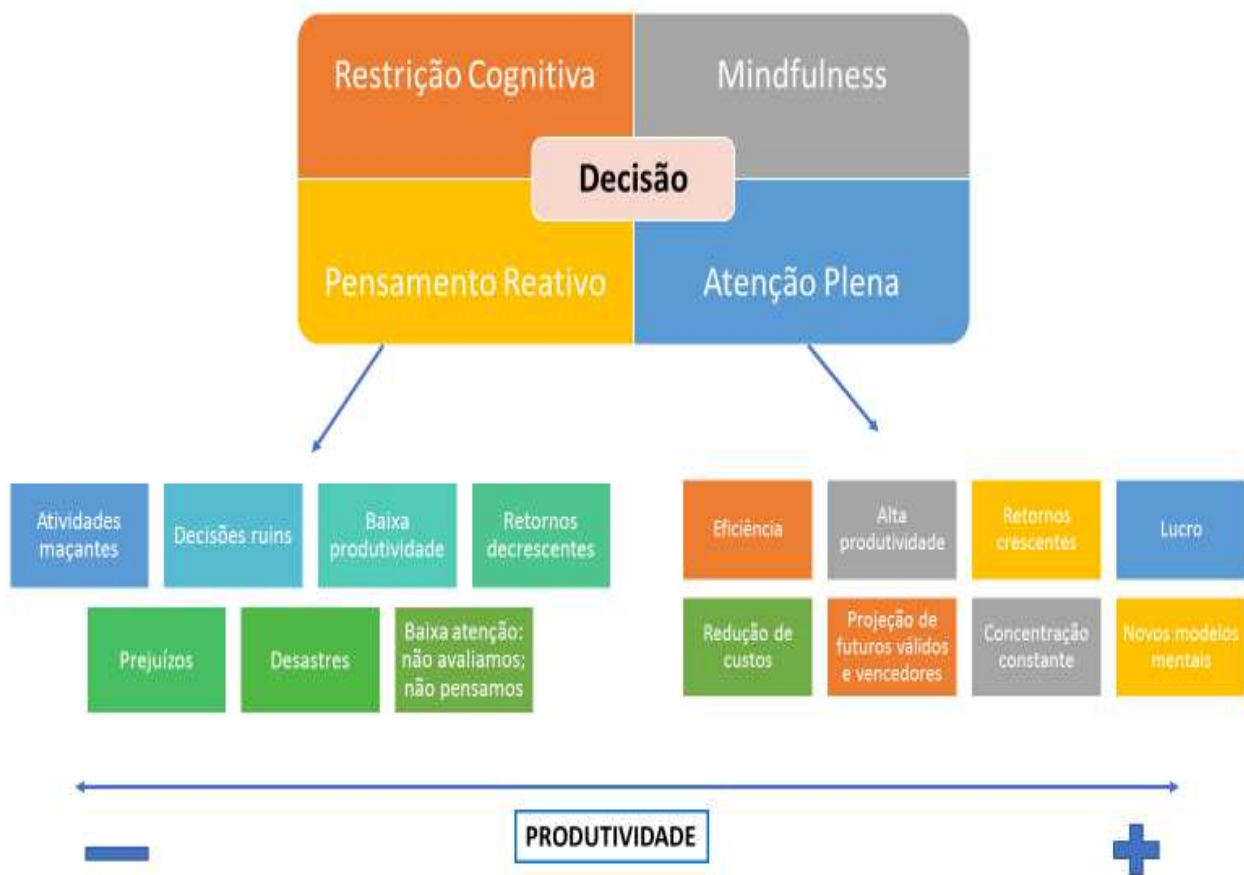 Restrição Cognitiva
Mindfulness
Decisão
Pensamento Reativo
Atenção Plena
Atividades
maçantes
Decisões ruins
Baixa
produtividade
Retornos
decrescentes
Prejuízos
Desastres
Baixa atenção:
não avaliamos;
não pensamos
Eficiência
Alta
produtividade
Retornos
crescentes
Lucro
Redução de
custos
Projeção de
futuros válidos
e vencedores
Concentração
constante
Novos modelos
mentais
PRODUTIVIDADE